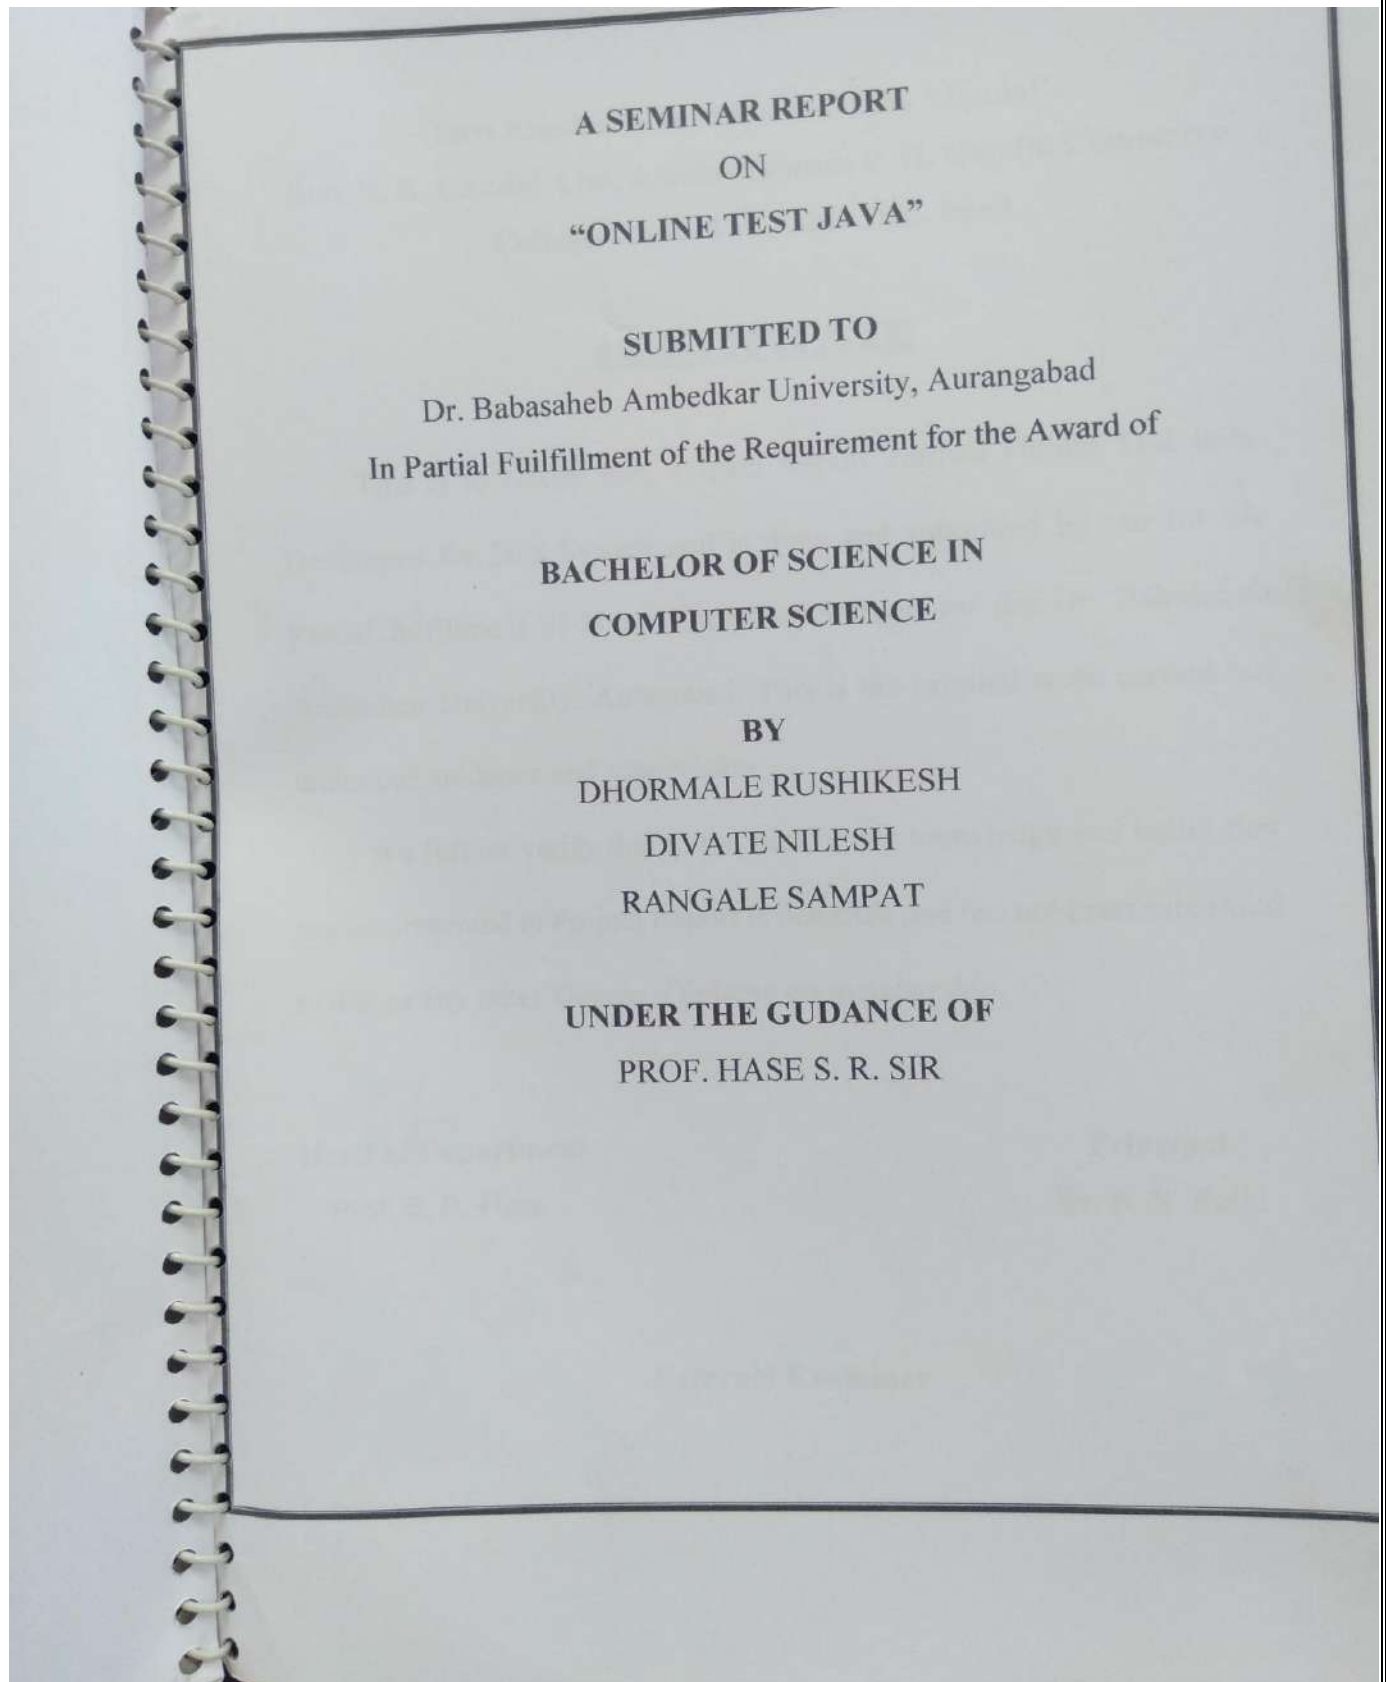 A SEMINAR REPORT
ON
“ONLINE TEST JAVA”
SUBMITTED TO
Dr. Babasaheb Ambedkar University, Aurangabad
In Partial Fuilfillment of the Requirement for the Award of
BACHELOR OF SCIENCE IN
COMPUTER SCIENCE
BY
DHORMALE RUSHIKESH
DIVATE NILESH
RANGALE SAMPAT
UNDER THE GUDANCE OF
PROF. HASE S. R. SIR